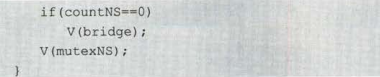 if(countNS==0)
V(bridge);
V(mutexNS);
}